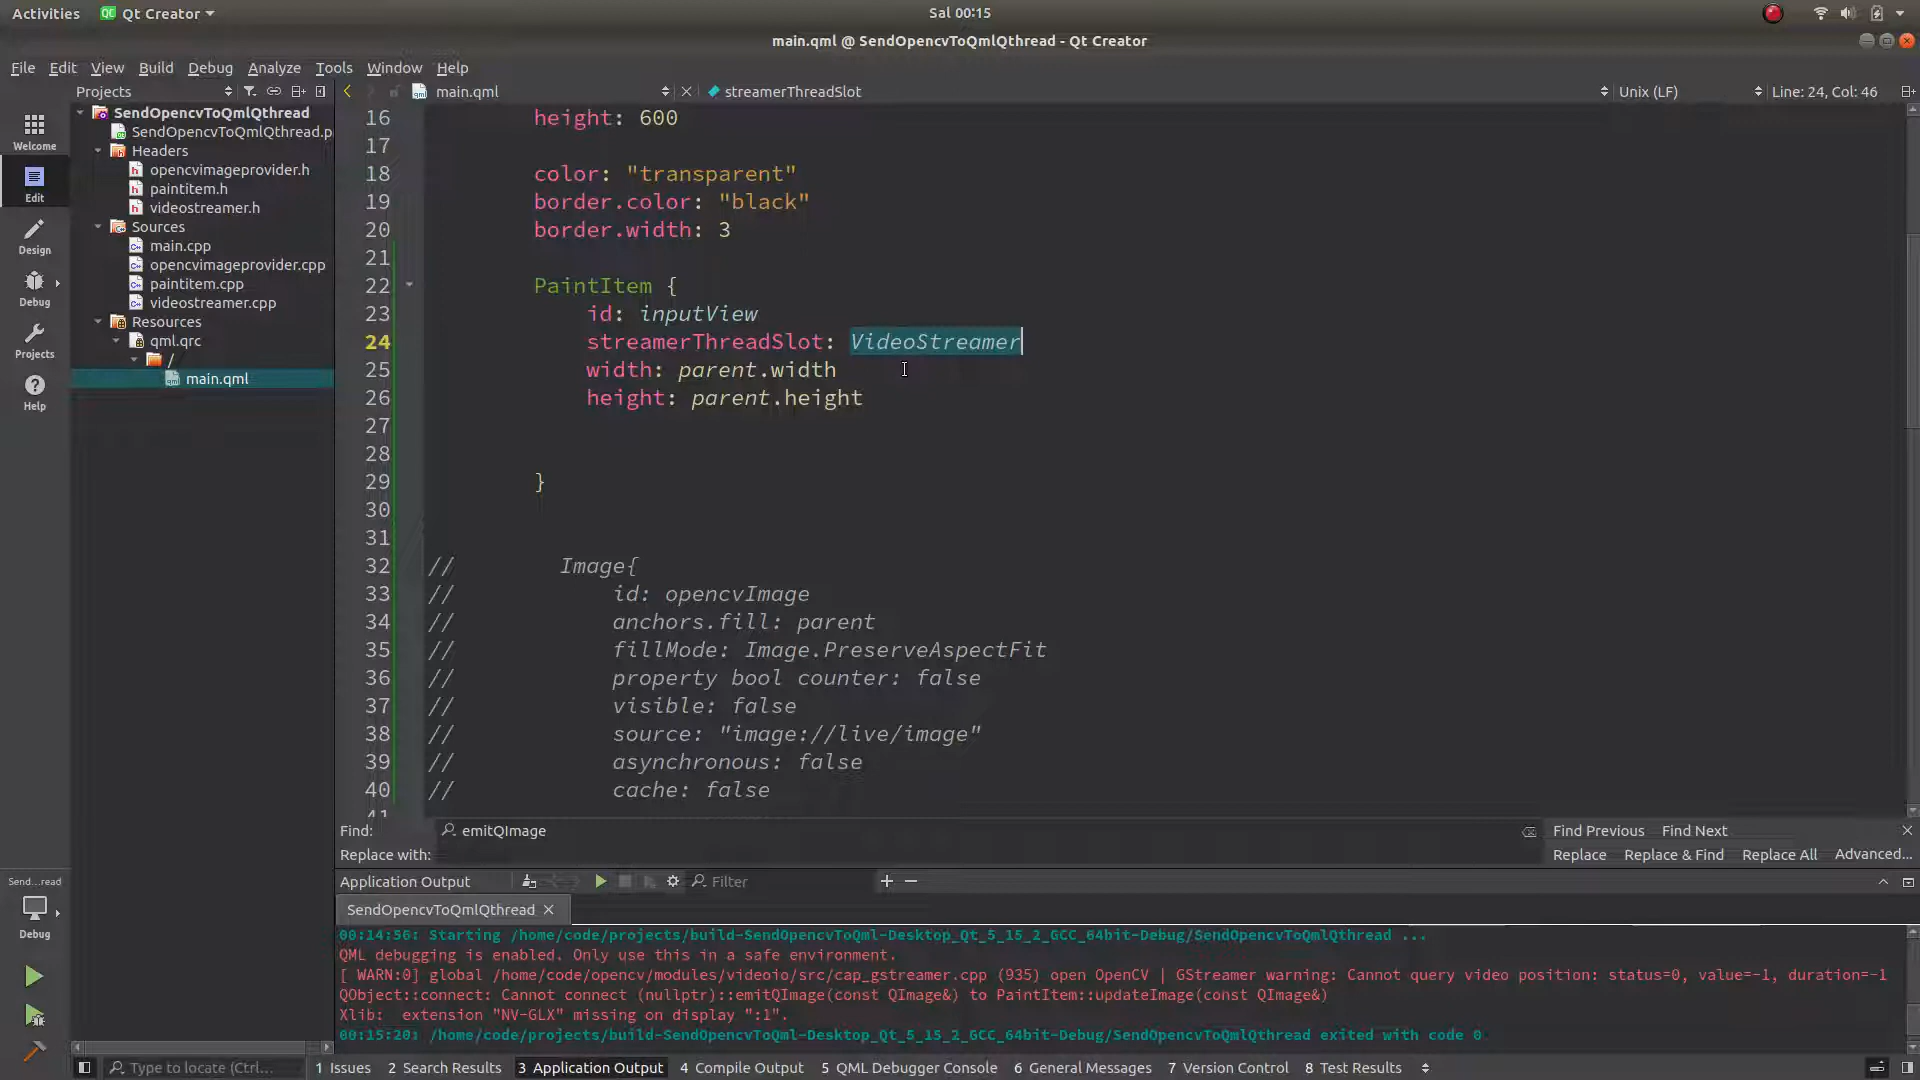 Activities
Qt Creator
Sal 00:15
main.qml @ SendOpencvToQmlQthread - Qt Creator
File Edit View Build Debug Analyze Tools Window Help
Projects
main.qml
streamerThreadSlot
Unix (LF)
Line: 24, Col: 46
Welcome
Edit
Design
Debug
Projects
Help
SendOpencvToQmlQthread
SendOpencvToQmlQthread.p
Headers
opencvimageprovider.h
paintitem.h
videostreamer.h
Sources
main.cpp
opencvimageprovider.cpp
paintitem.cpp
videostreamer.cpp
Resources
qml.qrc
/
main.qml
16 height: 600
17
18 color: "transparent"
19 border.color: "black"
20 border.width: 3
21
22 PaintItem {
23 id: inputView
24 streamerThreadSlot: VideoStreamer
25 width: parent.width
26 height: parent.height
27
28
29 }
30
31
32 // Image{
33 // id: opencvImage
34 // anchors.fill: parent
35 // fillMode: Image.PreserveAspectFit
36 // property bool counter: false
37 // visible: false
38 // source: "image://live/image"
39 // asynchronous: false
40 // cache: false
41
Find: emitQImage
Find Previous Find Next
Replace with:
Replace Replace & Find Replace All Advanced...
Application Output
Filter
SendOpencvToQmlQthread
00:14:56: Starting /home/code/projects/build-SendOpencvToQml-Desktop_Qt_5_15_2_GCC_64bit-Debug/SendOpencvToQmlQthread ...
QML debugging is enabled. Only use this in a safe environment.
[ WARN:0] global /home/code/opencv/modules/videoio/src/cap_gstreamer.cpp (935) open OpenCV | GStreamer warning: Cannot query video position: status=0, value=-1, duration=-1
QObject::connect: Cannot connect (nullptr)::emitQImage(const QImage&) to PaintItem::updateImage(const QImage&)
Xlib: extension "NV-GLX" missing on display ":1".
00:15:20: /home/code/projects/build-SendOpencvToQml-Desktop_Qt_5_15_2_GCC_64bit-Debug/SendOpencvToQmlQthread exited with code 0
Send...read
Debug
Type to locate (Ctrl...
1 Issues 2 Search Results 3 Application Output 4 Compile Output 5 QML Debugger Console 6 General Messages 7 Version Control 8 Test Results